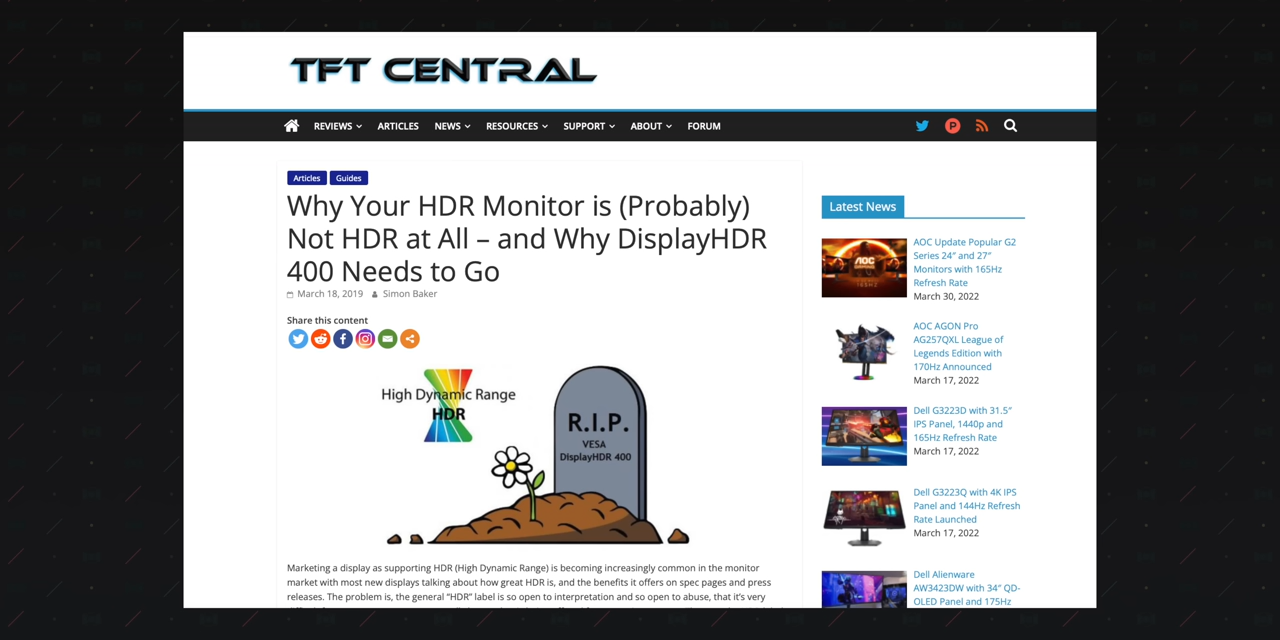 TFT CENTRAL
REVIEWS ARTICLES NEWS RESOURCES SUPPORT ABOUT FORUM
Articles Guides
Why Your HDR Monitor is (Probably)
Not HDR at All – and Why DisplayHDR
400 Needs to Go
March 18, 2019 Simon Baker
Share this content
High Dynamic Range
HDR
R.I.P.
VESA
DisplayHDR 400
Marketing a display as supporting HDR (High Dynamic Range) is becoming increasingly common in the monitor
market with most new displays talking about how great HDR is, and the benefits it offers on spec pages and press
releases. The problem is, the general “HDR” label is so open to interpretation and so open to abuse, that it’s very
Latest News
AOC Update Popular G2
Series 24″ and 27″
Monitors with 165Hz
Refresh Rate
March 30, 2022
AOC AGON Pro
AG257QXL League of
Legends Edition with
170Hz Announced
March 17, 2022
Dell G3223D with 31.5″
IPS Panel, 1440p and
165Hz Refresh Rate
March 17, 2022
Dell G3223Q with 4K IPS
Panel and 144Hz Refresh
Rate Launched
March 17, 2022
Dell Alienware
AW3423DW with 34″ QD-
OLED Panel and 175Hz